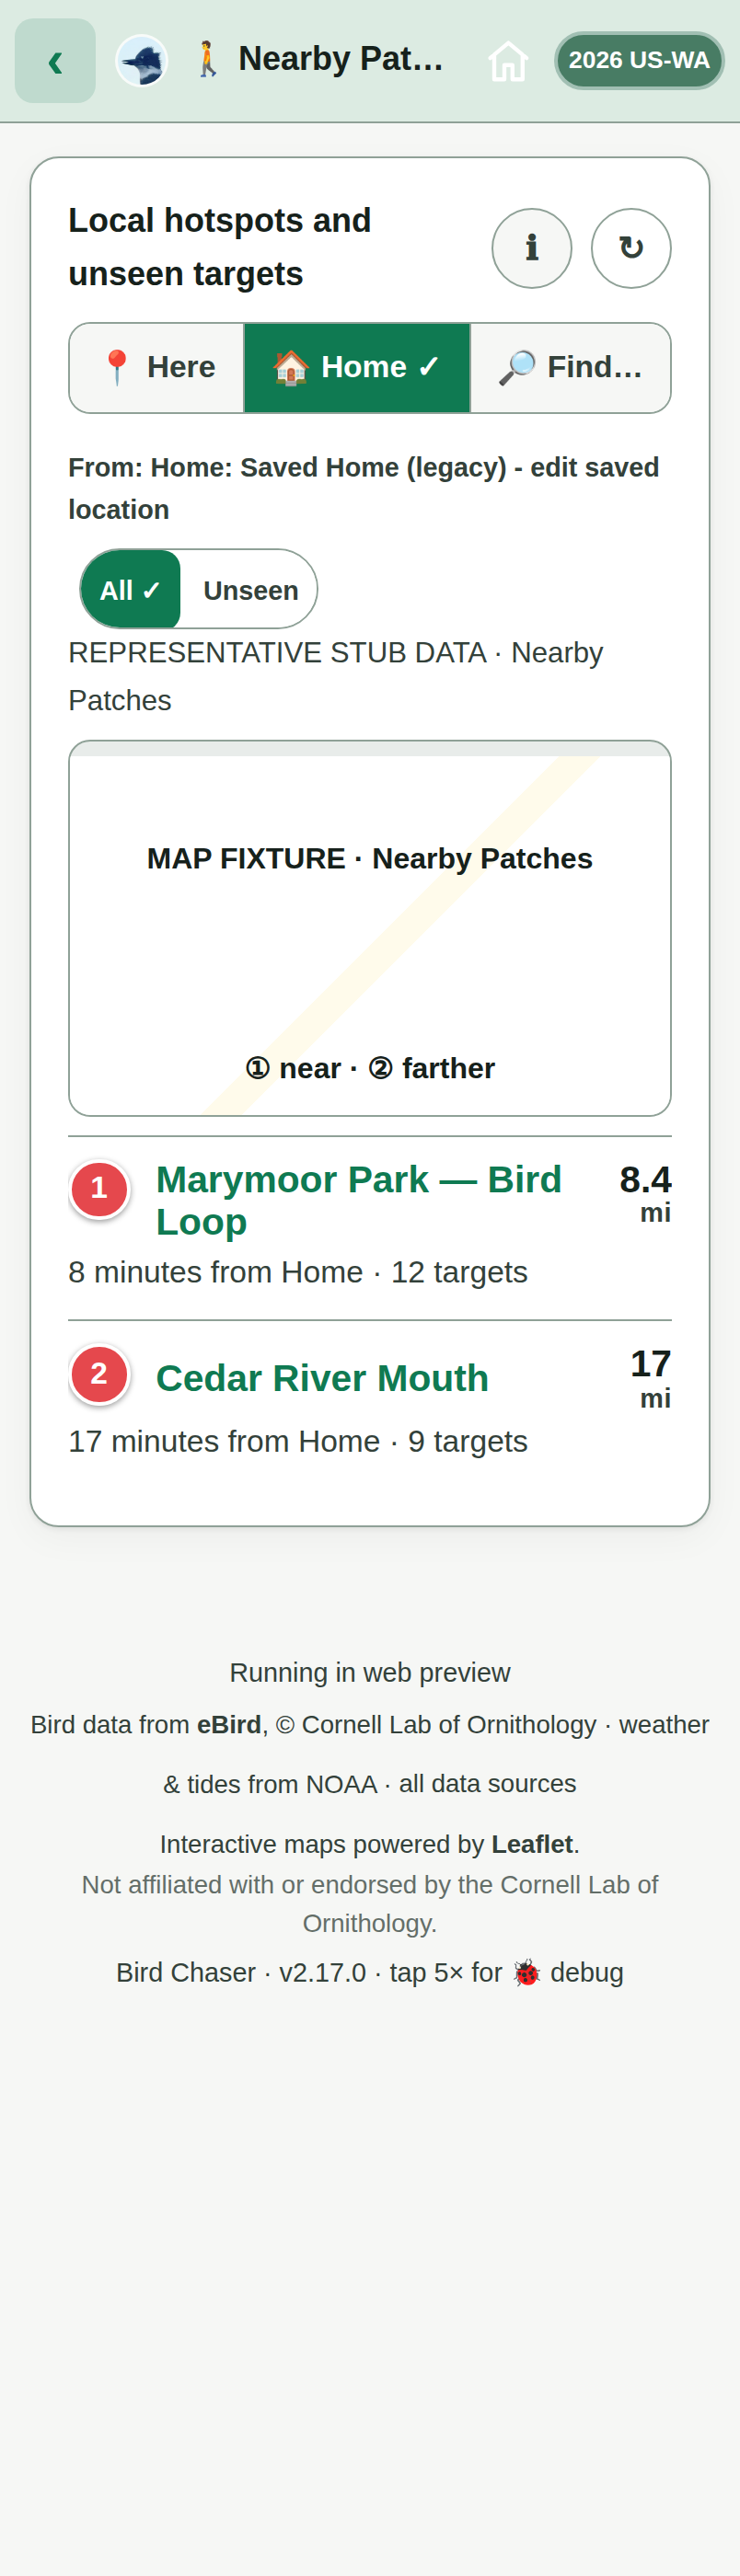 ‹ 🚶 Nearby Pat… 2026 US-WA
Local hotspots and
unseen targets
ℹ ↻
📍 Here 🏠 Home ✓ 🔎 Find…
From: Home: Saved Home (legacy) - edit saved
location
All ✓ Unseen
REPRESENTATIVE STUB DATA · Nearby
Patches
MAP FIXTURE · Nearby Patches
① near · ② farther
1 Marymoor Park — Bird
Loop
8.4
mi
8 minutes from Home · 12 targets
2 Cedar River Mouth
17
mi
17 minutes from Home · 9 targets
Running in web preview
Bird data from eBird, © Cornell Lab of Ornithology · weather
& tides from NOAA · all data sources
Interactive maps powered by Leaflet.
Not affiliated with or endorsed by the Cornell Lab of
Ornithology.
Bird Chaser · v2.17.0 · tap 5× for 🐞 debug